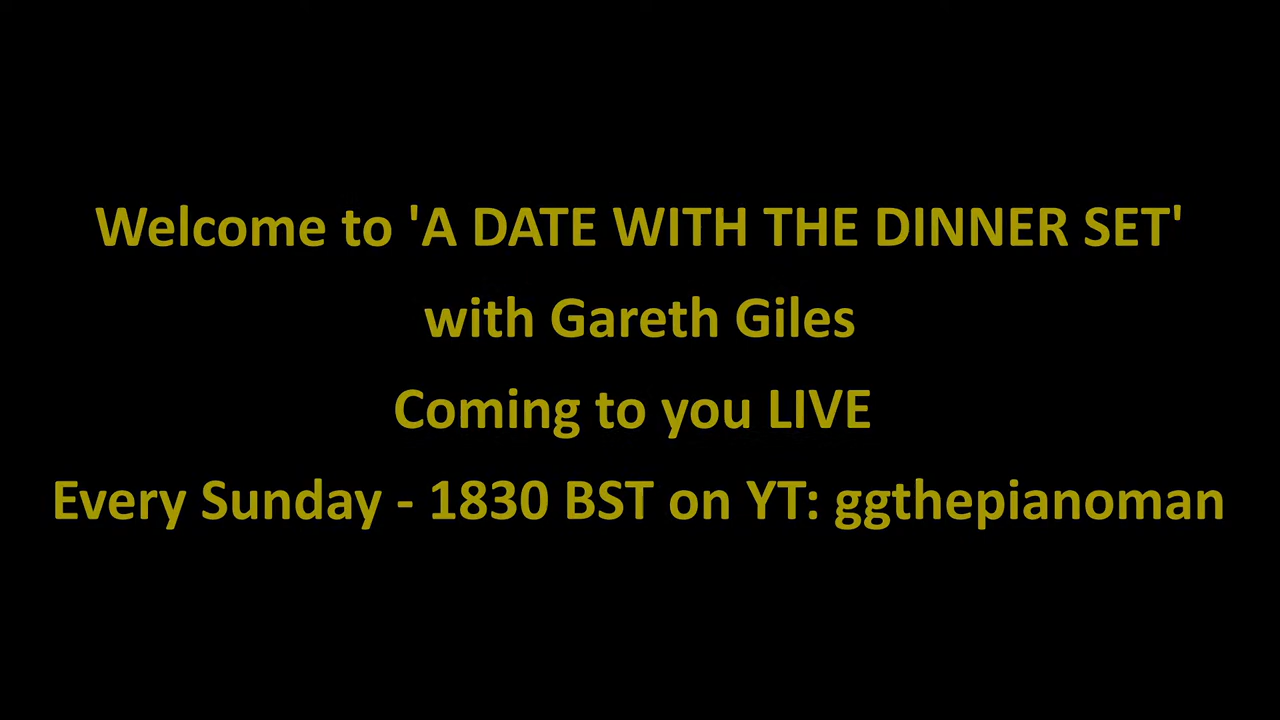 Welcome to 'A DATE WITH THE DINNER SET'
with Gareth Giles
Coming to you LIVE
Every Sunday - 1830 BST on YT: ggthepianoman